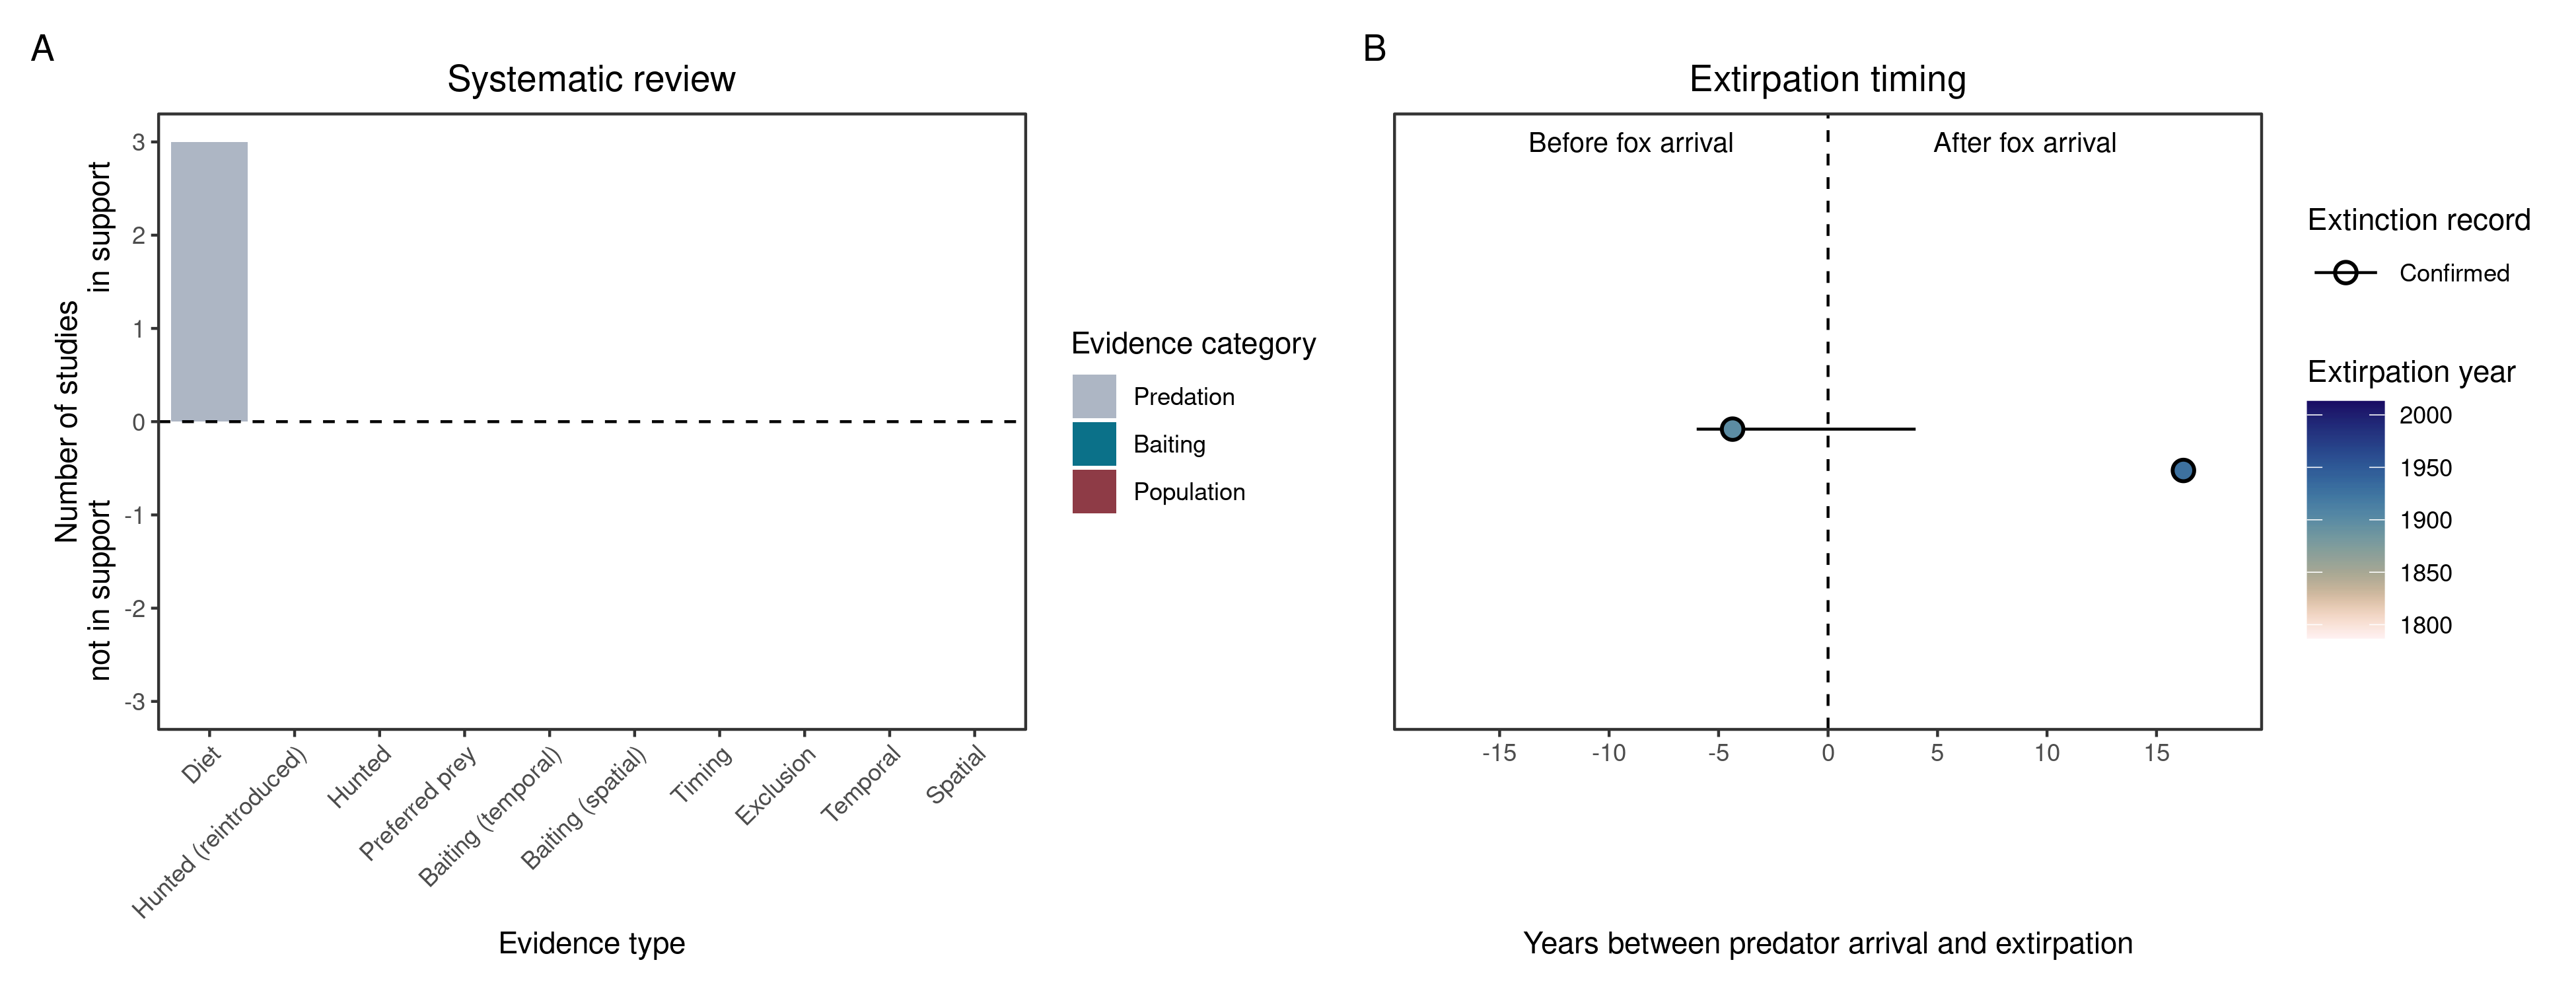 A
Systematic review
Number of studies
in support
not in support
3
2
1
0
-1
-2
-3
Diet
Hunted (reintroduced)
Hunted
Preferred prey
Baiting (temporal)
Baiting (spatial)
Timing
Exclusion
Temporal
Spatial
Evidence type
Evidence category
Predation
Baiting
Population
B
Extirpation timing
Before fox arrival
After fox arrival
-15
-10
-5
0
5
10
15
Years between predator arrival and extirpation
Extinction record
Confirmed
Extirpation year
2000
1950
1900
1850
1800